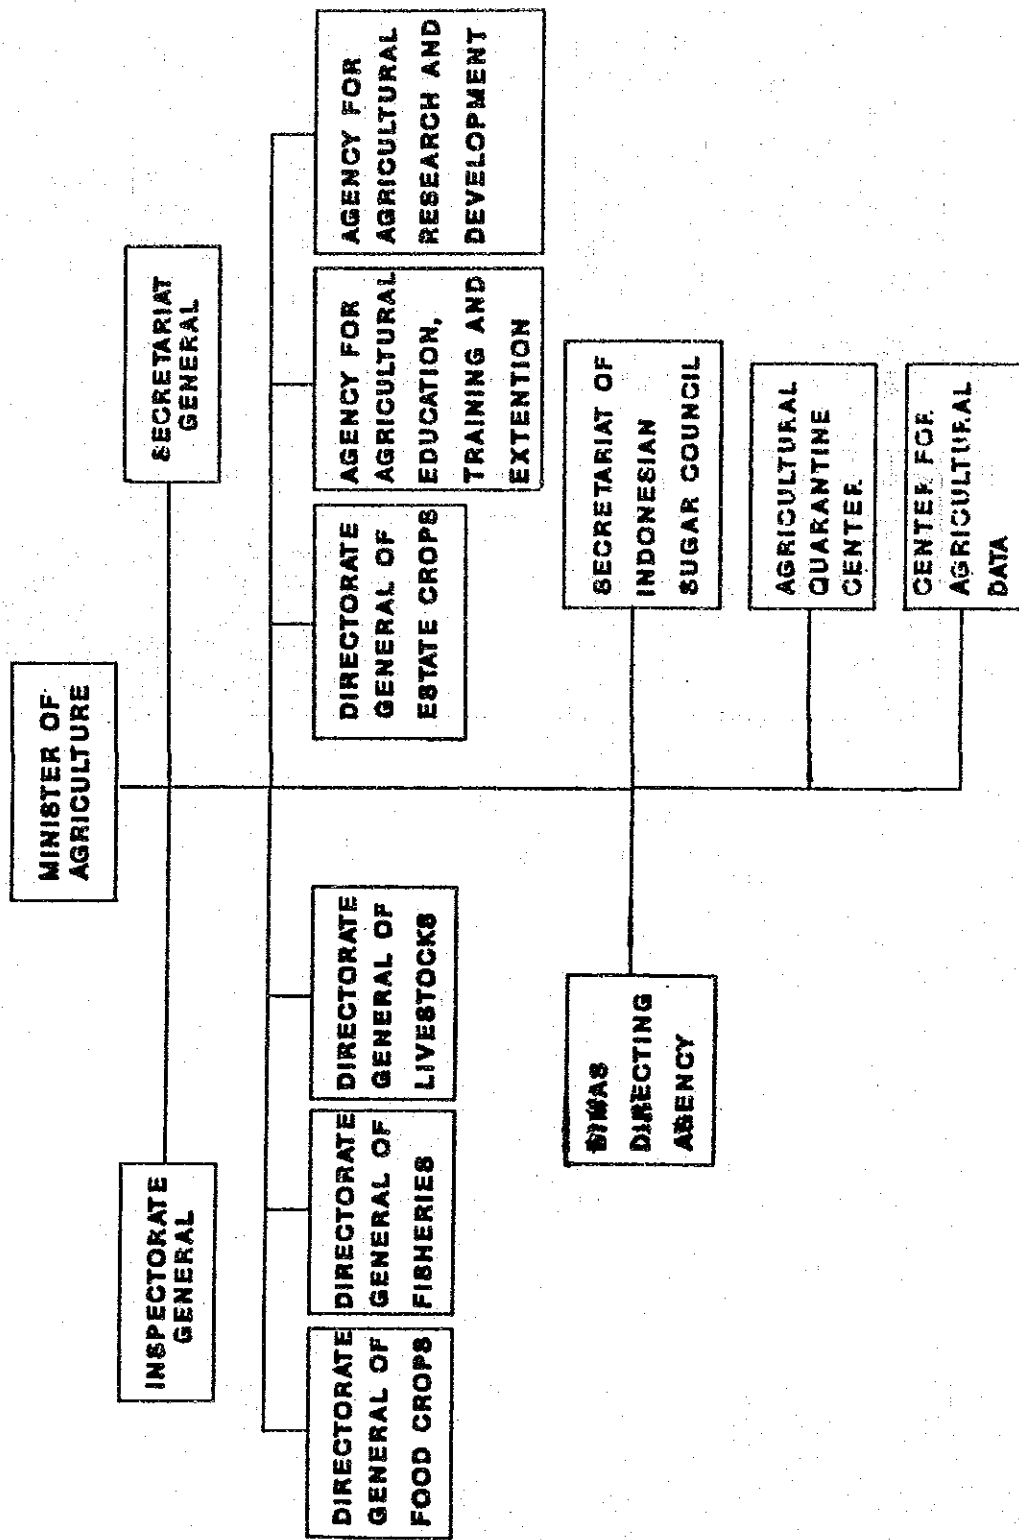 MINISTER OF
AGRICULTURE
INSPECTORATE
GENERAL
SECRETARIAT
GENERAL
DIRECTORATE
GENERAL OF
FOOD CROPS
DIRECTORATE
GENERAL OF
FISHERIES
DIRECTORATE
GENERAL OF
LIVESTOCKS
DIRECTORATE
GENERAL OF
ESTATE CROPS
AGENCY FOR
AGRICULTURAL
EDUCATION,
TRAINING AND
EXTENTION
AGENCY FOR
AGRICULTURAL
RESEARCH AND
DEVELOPMENT
BIMAS
DIRECTING
AGENCY
SECRETARIAT OF
INDONESIAN
SUGAR COUNCIL
AGRICULTURAL
QUARANTINE
CENTER
CENTER FOR
AGRICULTURAL
DATA